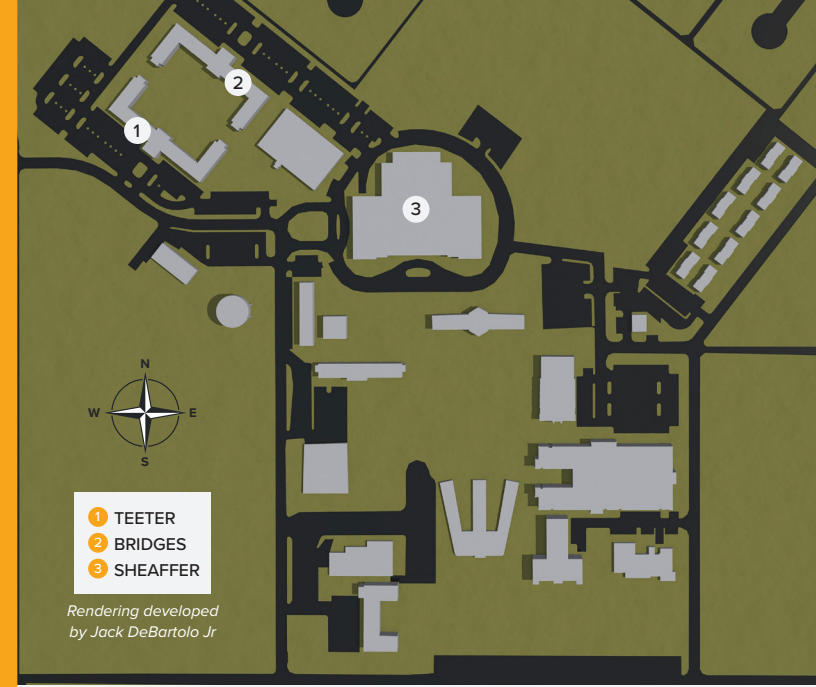 2
1
3
N
W E
S
1 TEETER
2 BRIDGES
3 SHEAFFER
Rendering developed
by Jack DeBartolo Jr